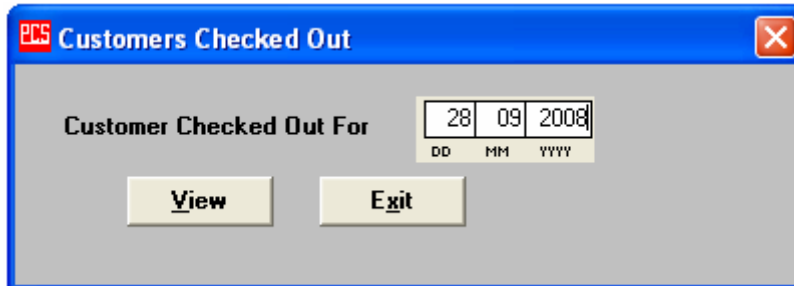 PCS Customers Checked Out
Customer Checked Out For 28 09 2008
DD MM YYYY
View Exit